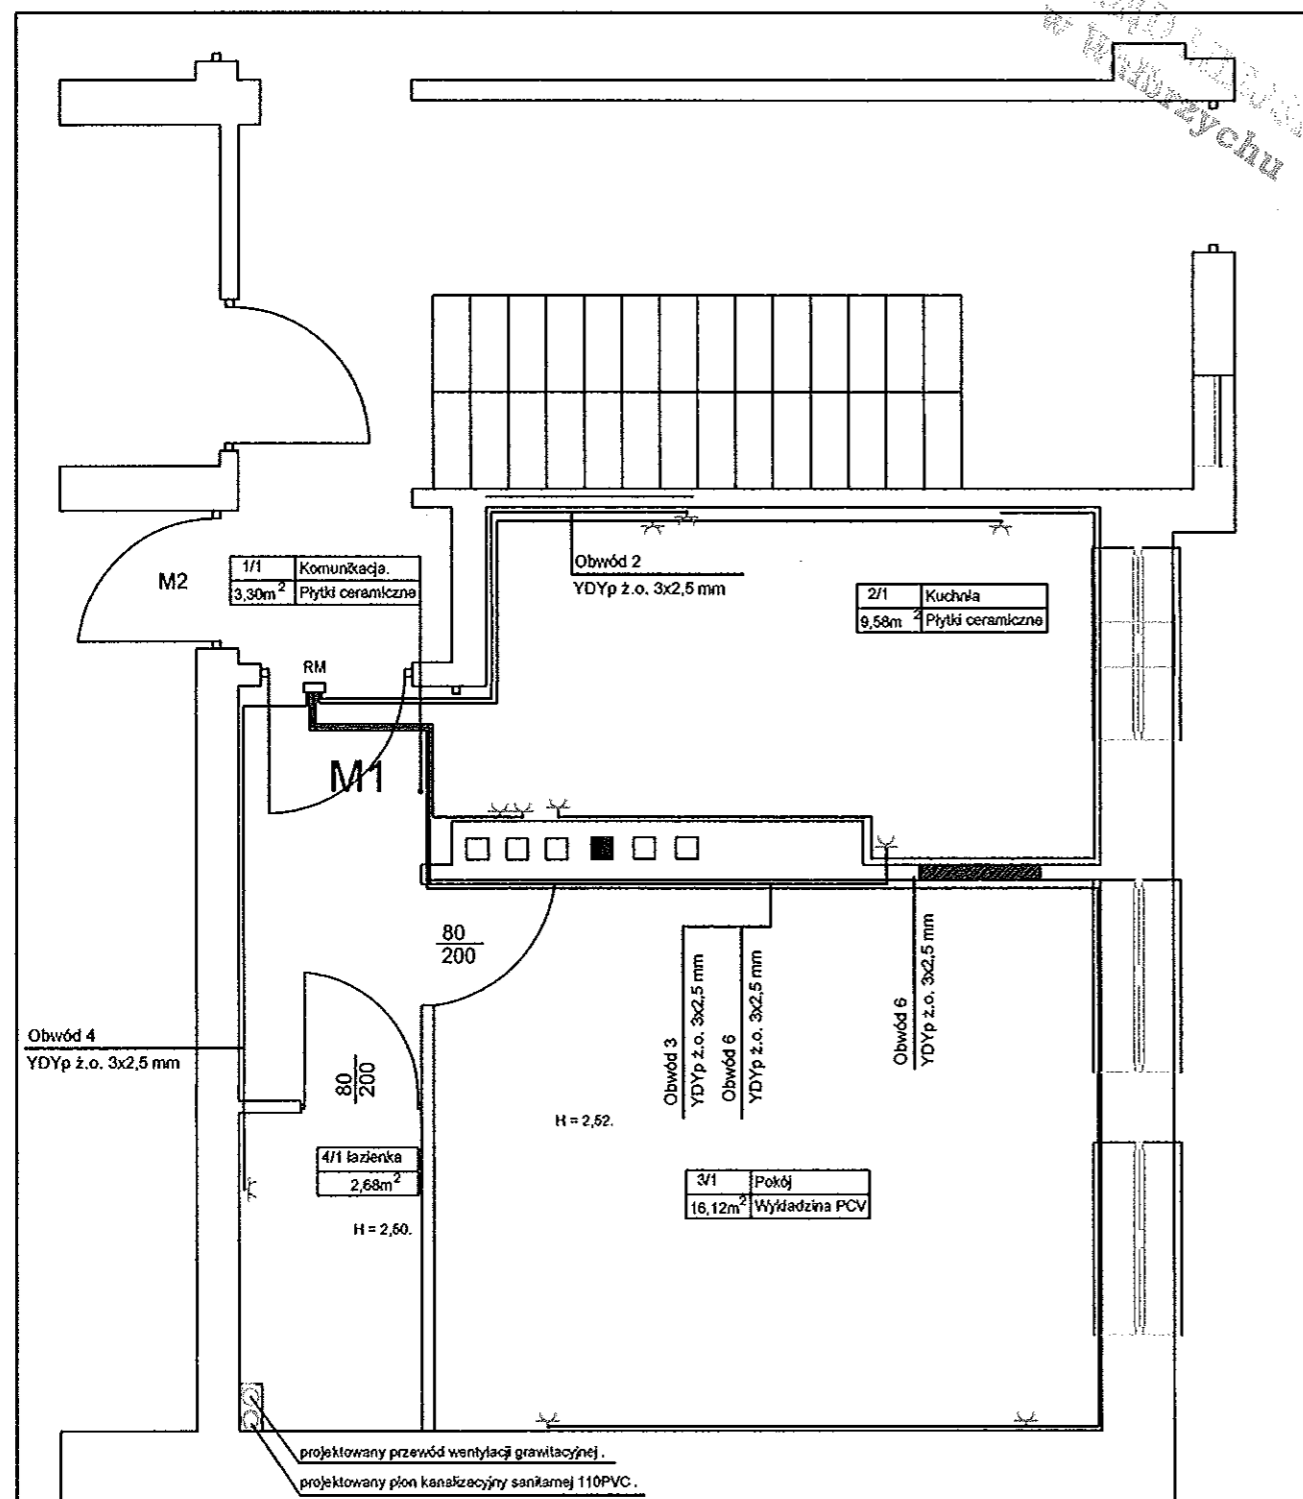 w Wałbrzychu
M2
1/1 Komunikacja.
3,30m² Płytki ceramiczne
Obwód 2
YDYp ż.o. 3x2,5 mm
2/1 Kuchnia
9,58m² Płytki ceramiczne
RM
M1
80
200
Obwód 3
YDYp ż.o. 3x2,5 mm
Obwód 6
YDYp ż.o. 3x2,5 mm
Obwód 6
YDYp ż.o. 3x2,5 mm
Obwód 4
YDYp ż.o. 3x2,5 mm
80
200
H = 2,52.
4/1 łazienka
2,68m²
3/1 Pokój
16,12m² Wykładzina PCV
H = 2,50.
projektowany przewód wentylacji grawitacyjnej .
projektowany pion kanalizacyjny sanitarnej 110PVC .